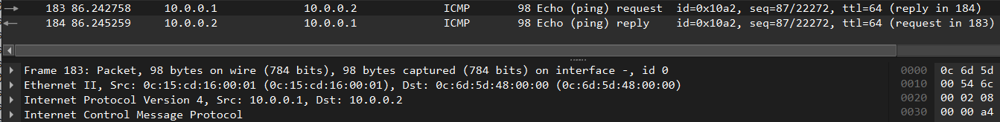 183 86.242758 10.0.0.1 10.0.0.2 ICMP 98 Echo (ping) request id=0x10a2, seq=87/22272, ttl=64 (reply in 184)
184 86.245259 10.0.0.2 10.0.0.1 ICMP 98 Echo (ping) reply id=0x10a2, seq=87/22272, ttl=64 (request in 183)
Frame 183: Packet, 98 bytes on wire (784 bits), 98 bytes captured (784 bits) on interface -, id 0
Ethernet II, Src: 0c:15:cd:16:00:01 (0c:15:cd:16:00:01), Dst: 0c:6d:5d:48:00:00 (0c:6d:5d:48:00:00)
Internet Protocol Version 4, Src: 10.0.0.1, Dst: 10.0.0.2
Internet Control Message Protocol
0000 0c 6d 5d
0010 00 54 6c
0020 00 02 08
0030 00 00 a4